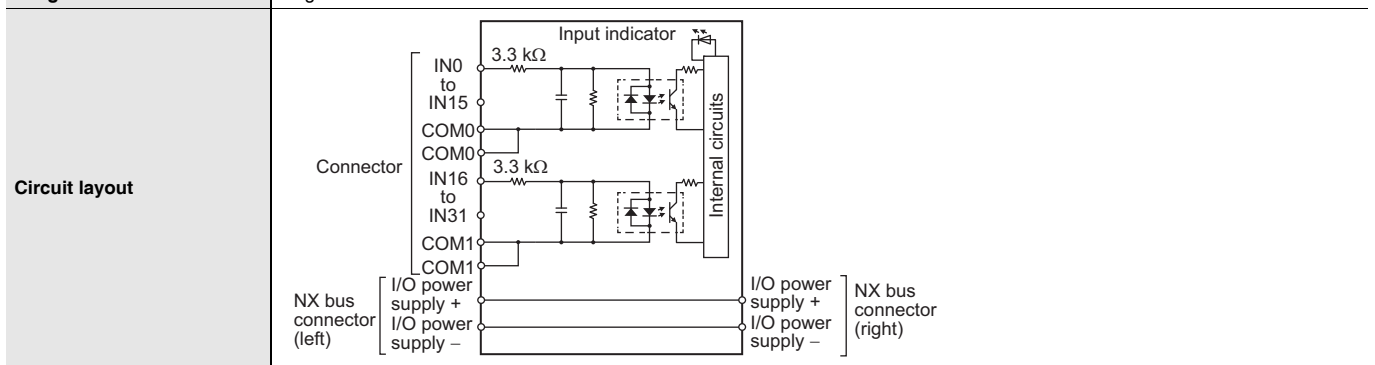 Circuit layout
Input indicator
3.3 kΩ
IN0
to
IN15
COM0
COM0
Connector
3.3 kΩ
IN16
to
IN31
COM1
COM1
Internal circuits
NX bus
connector
(left)
I/O power
supply +
I/O power
supply −
I/O power
supply +
I/O power
supply −
NX bus
connector
(right)